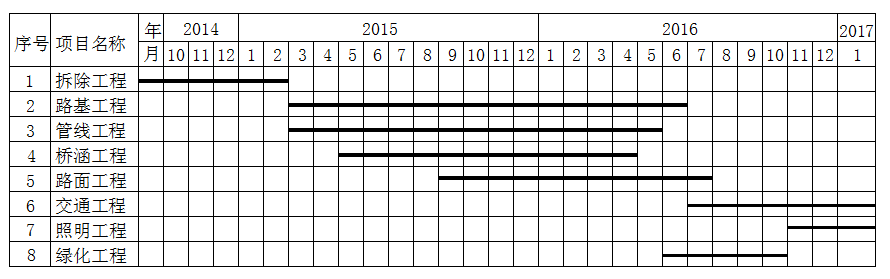 序号 项目名称 年 2014 2015 2016 2017
月 10 11 12 1 2 3 4 5 6 7 8 9 10 11 12 1 2 3 4 5 6 7 8 9 10 11 12 1
1 拆除工程
2 路基工程
3 管线工程
4 桥涵工程
5 路面工程
6 交通工程
7 照明工程
8 绿化工程